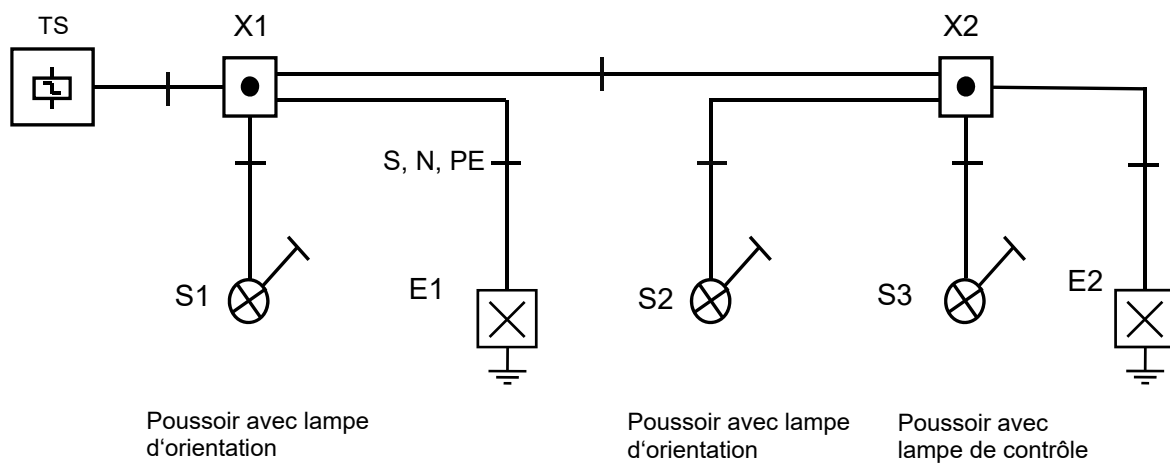 TS
X1
X2
S, N, PE
S1
E1
S2
S3
E2
Poussoir avec lampe
d‘orientation
Poussoir avec lampe
d‘orientation
Poussoir avec
lampe de contrôle